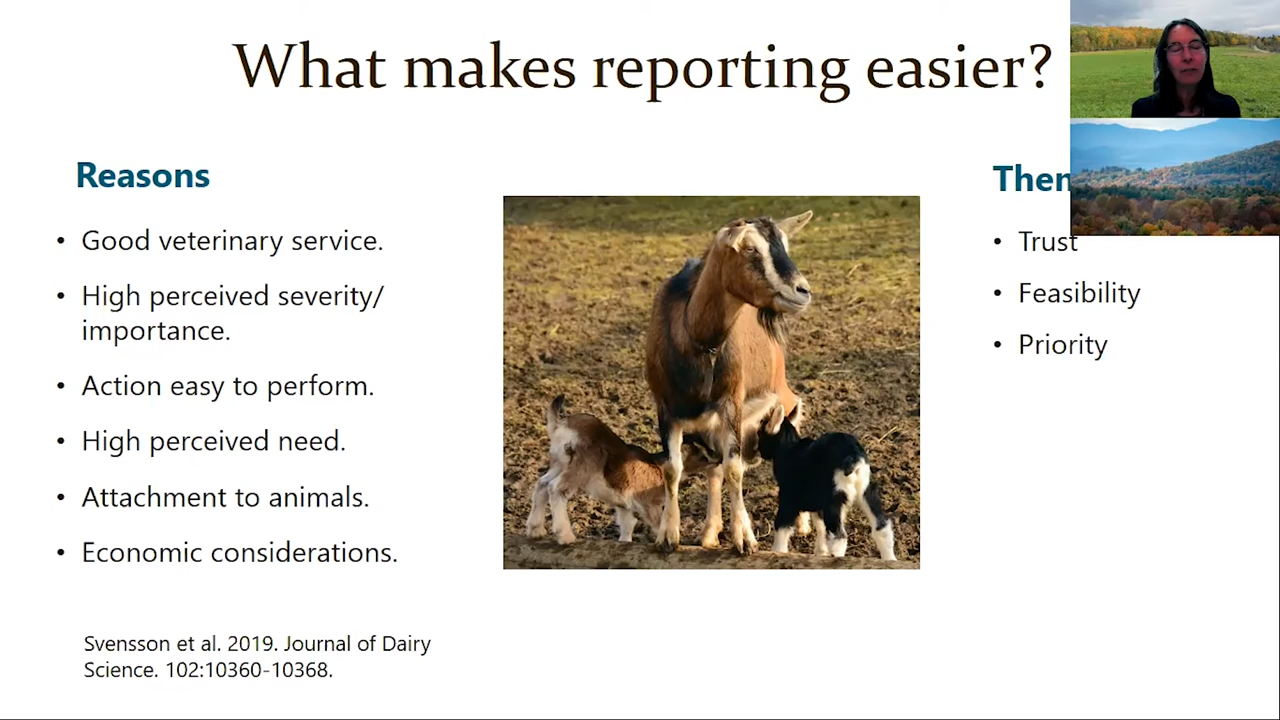 What makes reporting easier?
Reasons
• Good veterinary service.
• High perceived severity/
importance.
• Action easy to perform.
• High perceived need.
• Attachment to animals.
• Economic considerations.
Svensson et al. 2019. Journal of Dairy
Science. 102:10360-10368.
• Trust
• Feasibility
• Priority